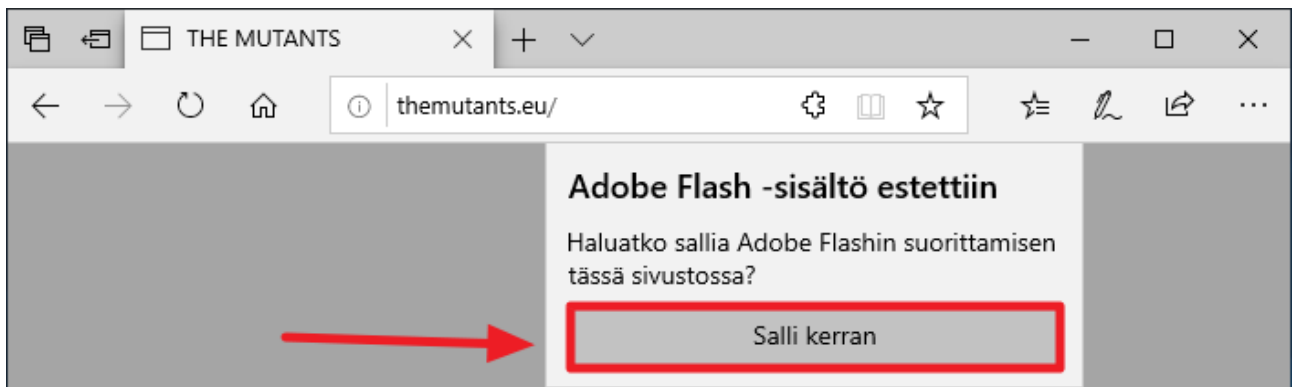 THE MUTANTS
themutants.eu/
Adobe Flash -sisältö estettiin
Haluatko sallia Adobe Flashin suorittamisen
tässä sivustossa?
Salli kerran